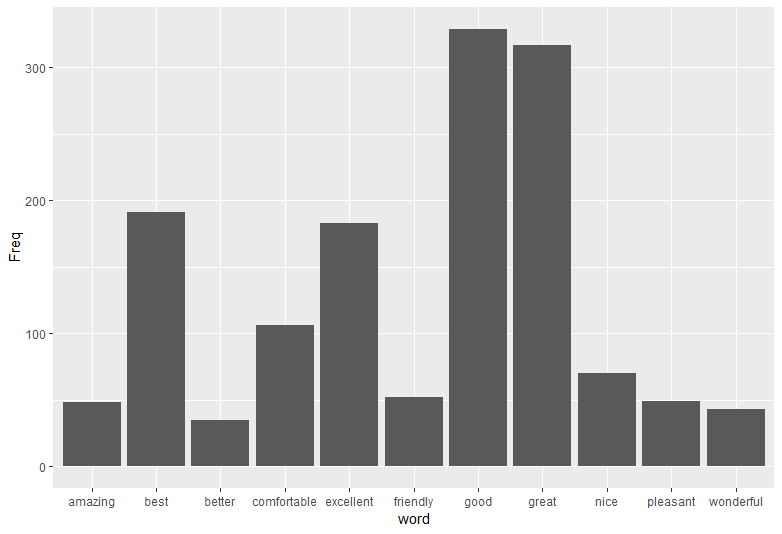 Freq
300
200
100
0
amazing best better comfortable excellent friendly good great nice pleasant wonderful
word